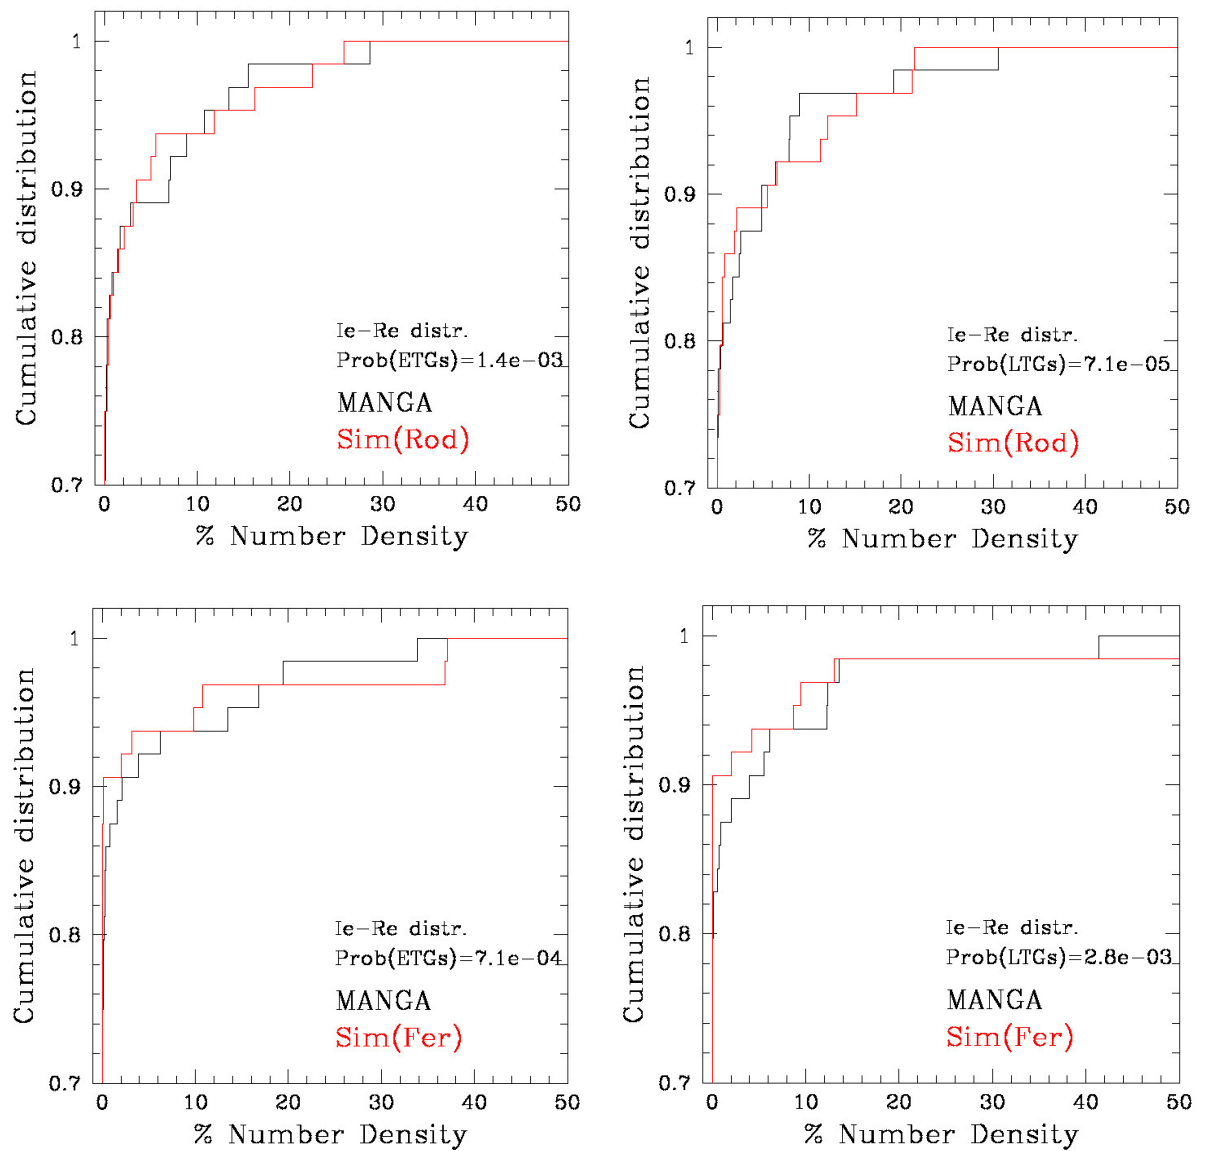 Cumulative distribution
1
0.9
0.8
0.7
Ie-Re distr.
Prob(ETGs)=1.4e-03
MANGA
Sim(Rod)
0 10 20 30 40 50
% Number Density
Cumulative distribution
1
0.9
0.8
0.7
Ie-Re distr.
Prob(LTGs)=7.1e-05
MANGA
Sim(Rod)
0 10 20 30 40 50
% Number Density
Cumulative distribution
1
0.9
0.8
0.7
Ie-Re distr.
Prob(ETGs)=7.1e-04
MANGA
Sim(Fer)
0 10 20 30 40 50
% Number Density
Cumulative distribution
1
0.9
0.8
0.7
Ie-Re distr.
Prob(LTGs)=2.8e-03
MANGA
Sim(Fer)
0 10 20 30 40 50
% Number Density